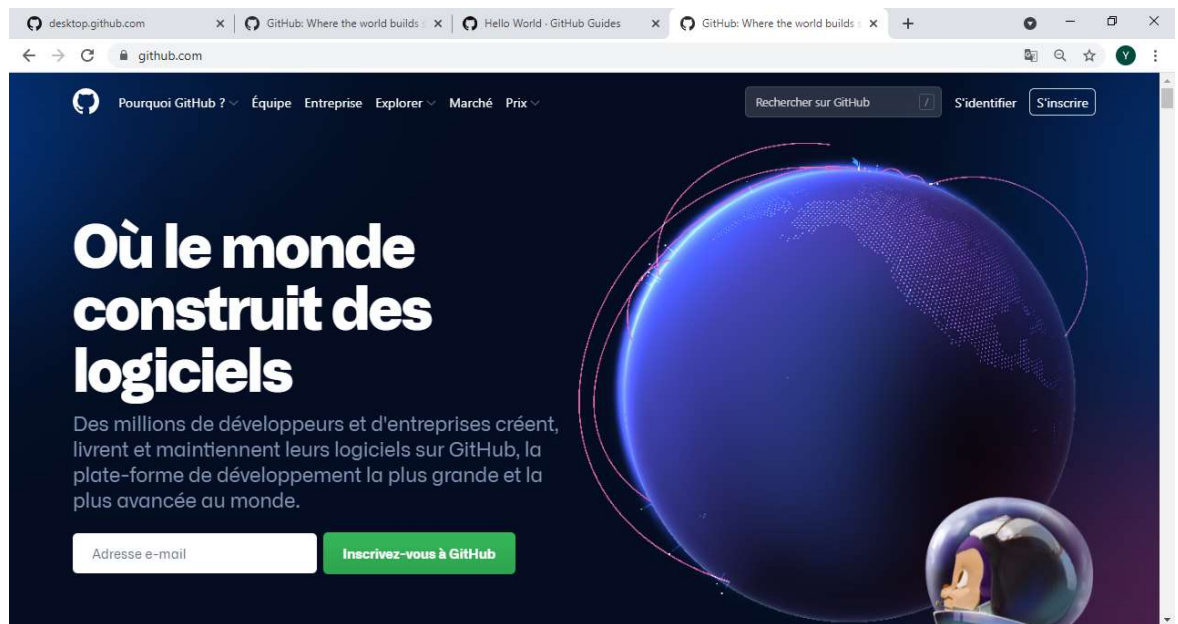 desktop.github.com GitHub: Where the world builds s Hello World · GitHub Guides GitHub: Where the world builds s
github.com Y
Pourquoi GitHub ? Équipe Entreprise Explorer Marché Prix Rechercher sur GitHub / S'identifier S'inscrire
Où le monde
construit des
logiciels
Des millions de développeurs et d'entreprises créent,
livrent et maintiennent leurs logiciels sur GitHub, la
plate-forme de développement la plus grande et la
plus avancée au monde.
Adresse e-mail Inscrivez-vous à GitHub